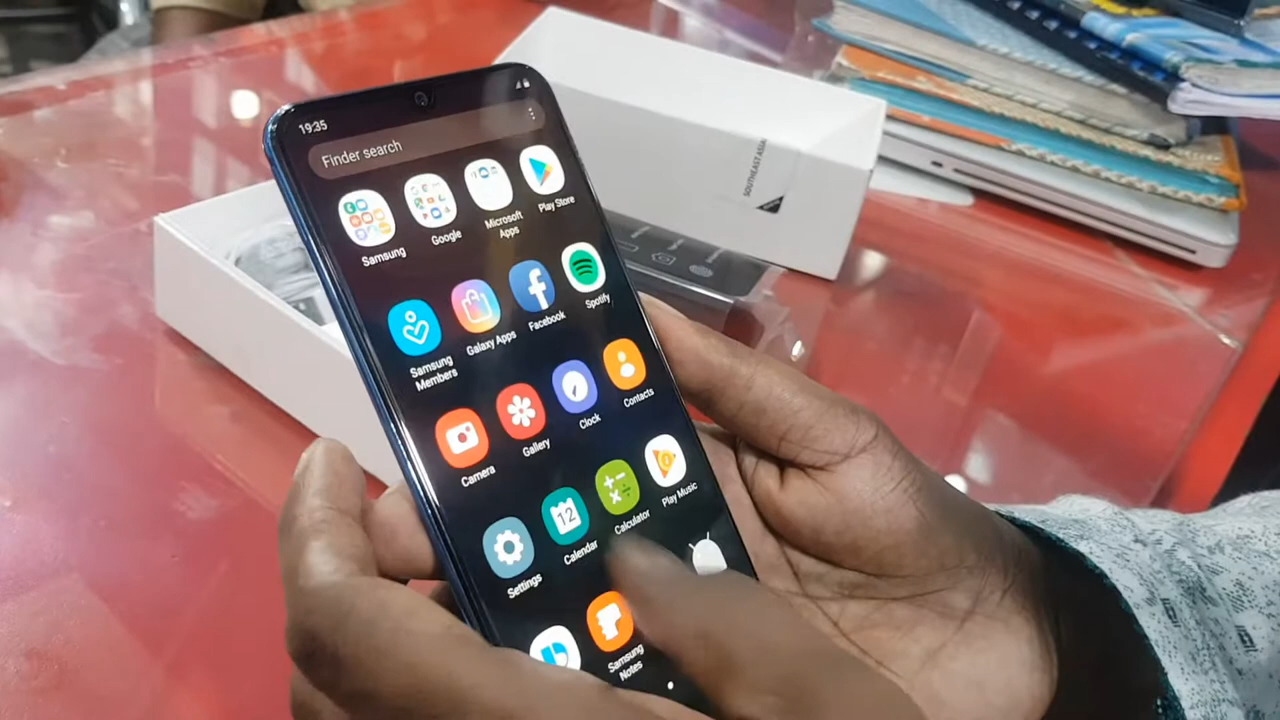 19:35
Finder search
Samsung
Google
Microsoft
Apps
Play Store
Samsung
Members
Galaxy Apps
Facebook
Spotify
Camera
Gallery
Clock
Contacts
Settings
Calendar
12
Calculator
Play Music
Samsung
Notes
SOUTHEAST ASIA